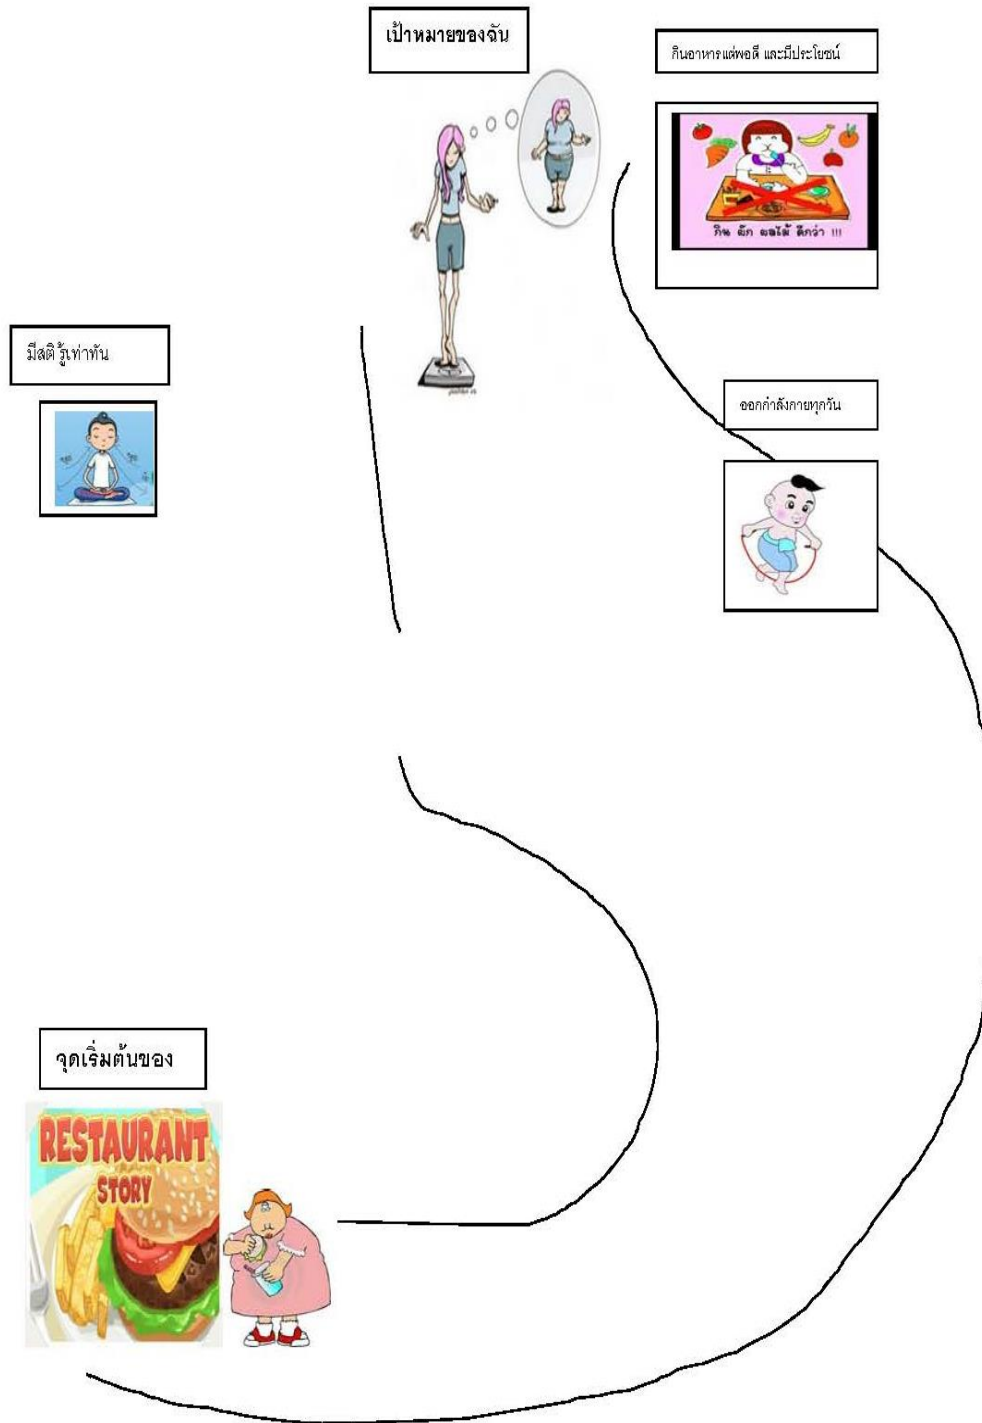 เป้าหมายของฉัน
กินอาหารแต่พอดี และมีประโยชน์
กิน ผัก ผลไม้ ดีกว่า !!!
มีสติ รู้เท่าทัน
ออกกำลังกายทุกวัน
จุดเริ่มต้นของ
RESTAURANT
STORY